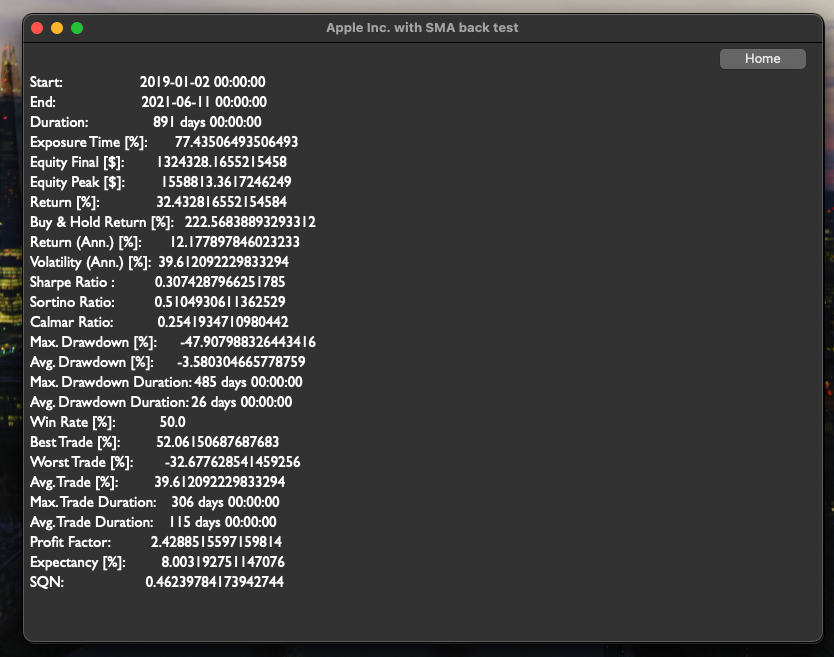 Apple Inc. with SMA back test
Home
Start: 2019-01-02 00:00:00
End: 2021-06-11 00:00:00
Duration: 891 days 00:00:00
Exposure Time [%]: 77.43506493506493
Equity Final [$]: 1324328.1655215458
Equity Peak [$]: 1558813.3617246249
Return [%]: 32.432816552154584
Buy & Hold Return [%]: 222.56838893293312
Return (Ann.) [%]: 12.177897846023233
Volatility (Ann.) [%]: 39.612092229833294
Sharpe Ratio : 0.3074287966251785
Sortino Ratio: 0.5104930611362529
Calmar Ratio: 0.2541934710980442
Max. Drawdown [%]: -47.907988326443416
Avg. Drawdown [%]: -3.580304665778759
Max. Drawdown Duration: 485 days 00:00:00
Avg. Drawdown Duration: 26 days 00:00:00
Win Rate [%]: 50.0
Best Trade [%]: 52.06150687687683
Worst Trade [%]: -32.677628541459256
Avg. Trade [%]: 39.612092229833294
Max. Trade Duration: 306 days 00:00:00
Avg. Trade Duration: 115 days 00:00:00
Profit Factor: 2.4288515597159814
Expectancy [%]: 8.003192751147076
SQN: 0.46239784173942744